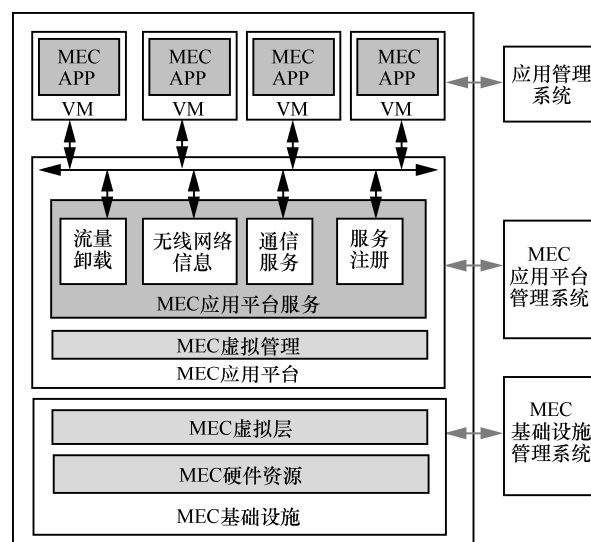 MEC
APP
VM
MEC
APP
VM
MEC
APP
VM
MEC
APP
VM
应用管理
系统
流量
卸载
无线网络
信息
通信
服务
服务
注册
MEC应用平台服务
MEC虚拟管理
MEC应用平台
MEC
应用平台
管理系统
MEC虚拟层
MEC硬件资源
MEC基础设施
MEC
基础设施
管理系统